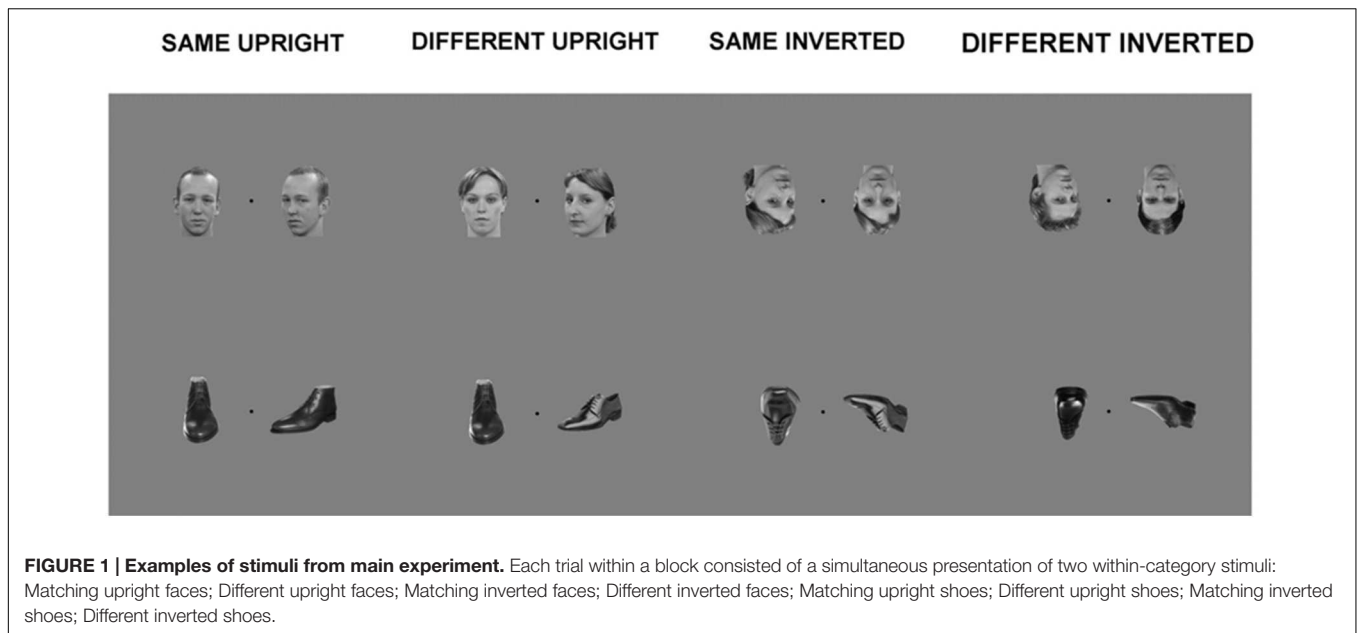 SAME UPRIGHT DIFFERENT UPRIGHT SAME INVERTED DIFFERENT INVERTED
FIGURE 1 | Examples of stimuli from main experiment. Each trial within a block consisted of a simultaneous presentation of two within-category stimuli:
Matching upright faces; Different upright faces; Matching inverted faces; Different inverted faces; Matching upright shoes; Different upright shoes; Matching inverted
shoes; Different inverted shoes.